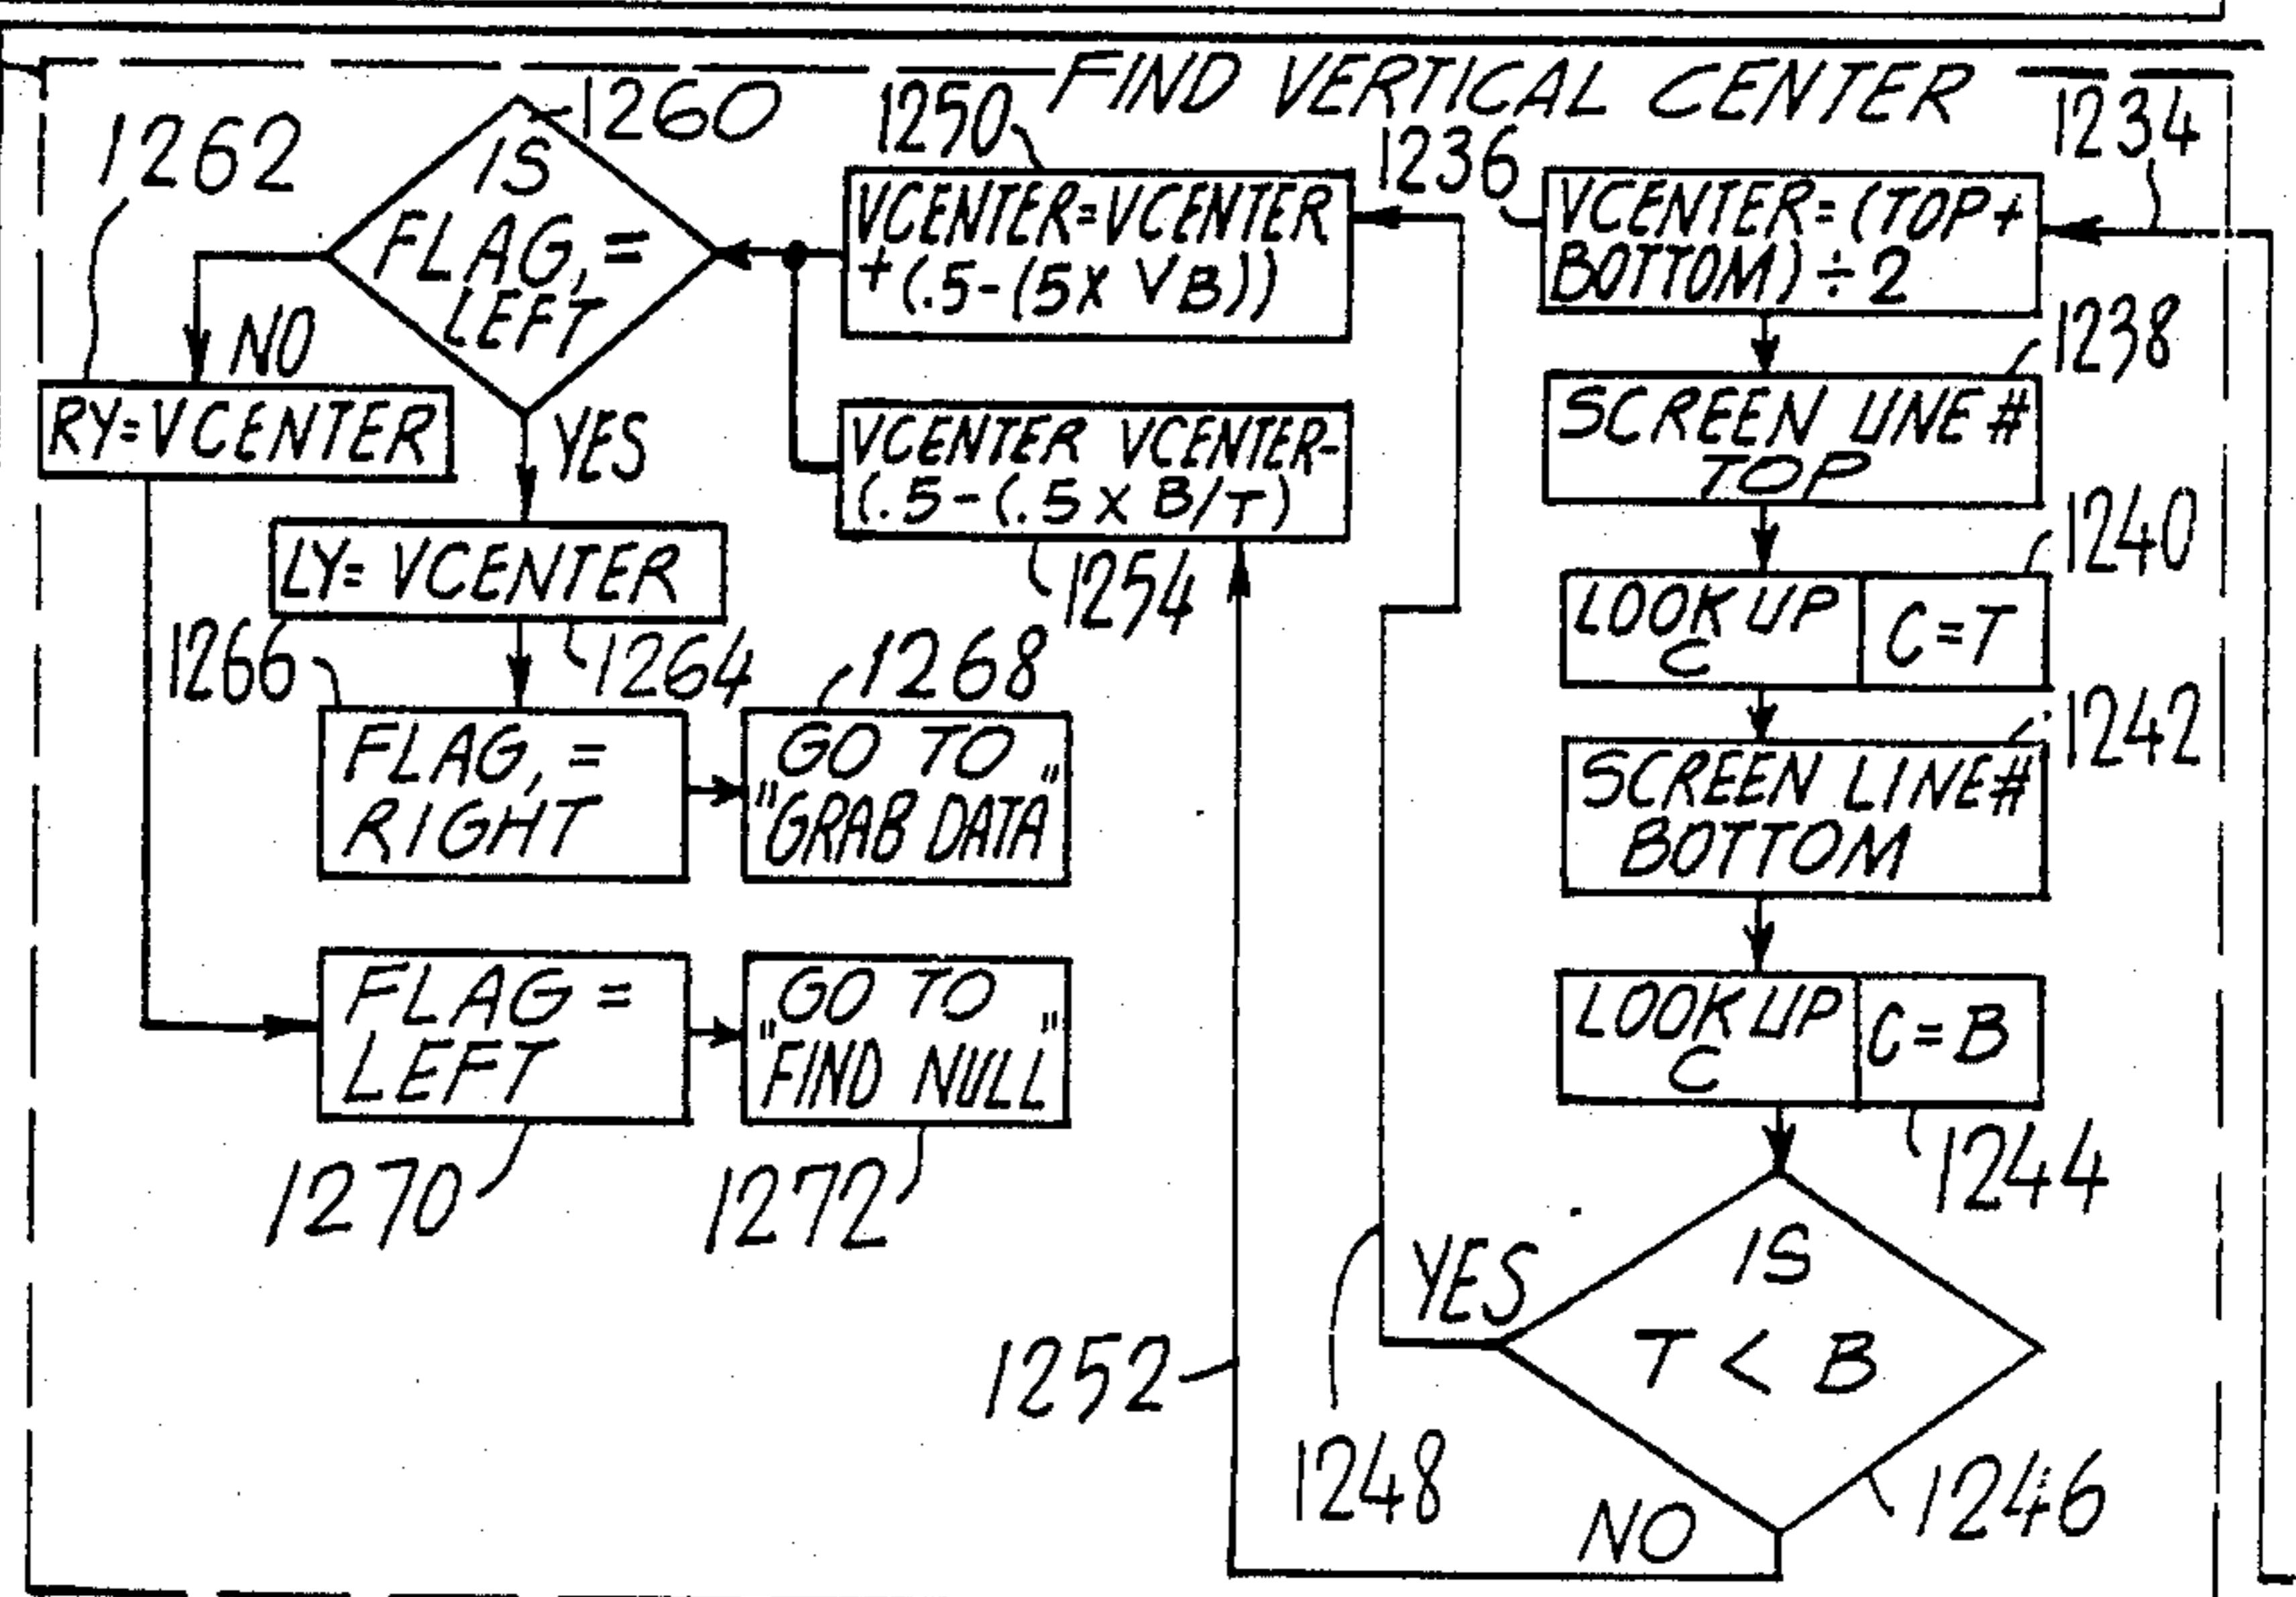 FIND VERTICAL CENTER
1234
1236
VCENTER=(TOP+
BOTTOM)÷2
1238
SCREEN LINE#
TOP
1240
LOOK UP
C
C=T
1242
SCREEN LINE#
BOTTOM
LOOK UP
C
C=B
1244
IS
T < B
1246
YES
NO
1248
1252
1250
VCENTER=VCENTER
+(.5-(5X VB))
VCENTER VCENTER-
(.5-(.5 X B/T)
1254
1260
IS
FLAG, =
LEFT
NO
YES
1262
RY=VCENTER
LY= VCENTER
1264
1266
FLAG, =
RIGHT
1268
GO TO
"GRAB DATA"
FLAG =
LEFT
1270
GO TO
"FIND NULL"
1272